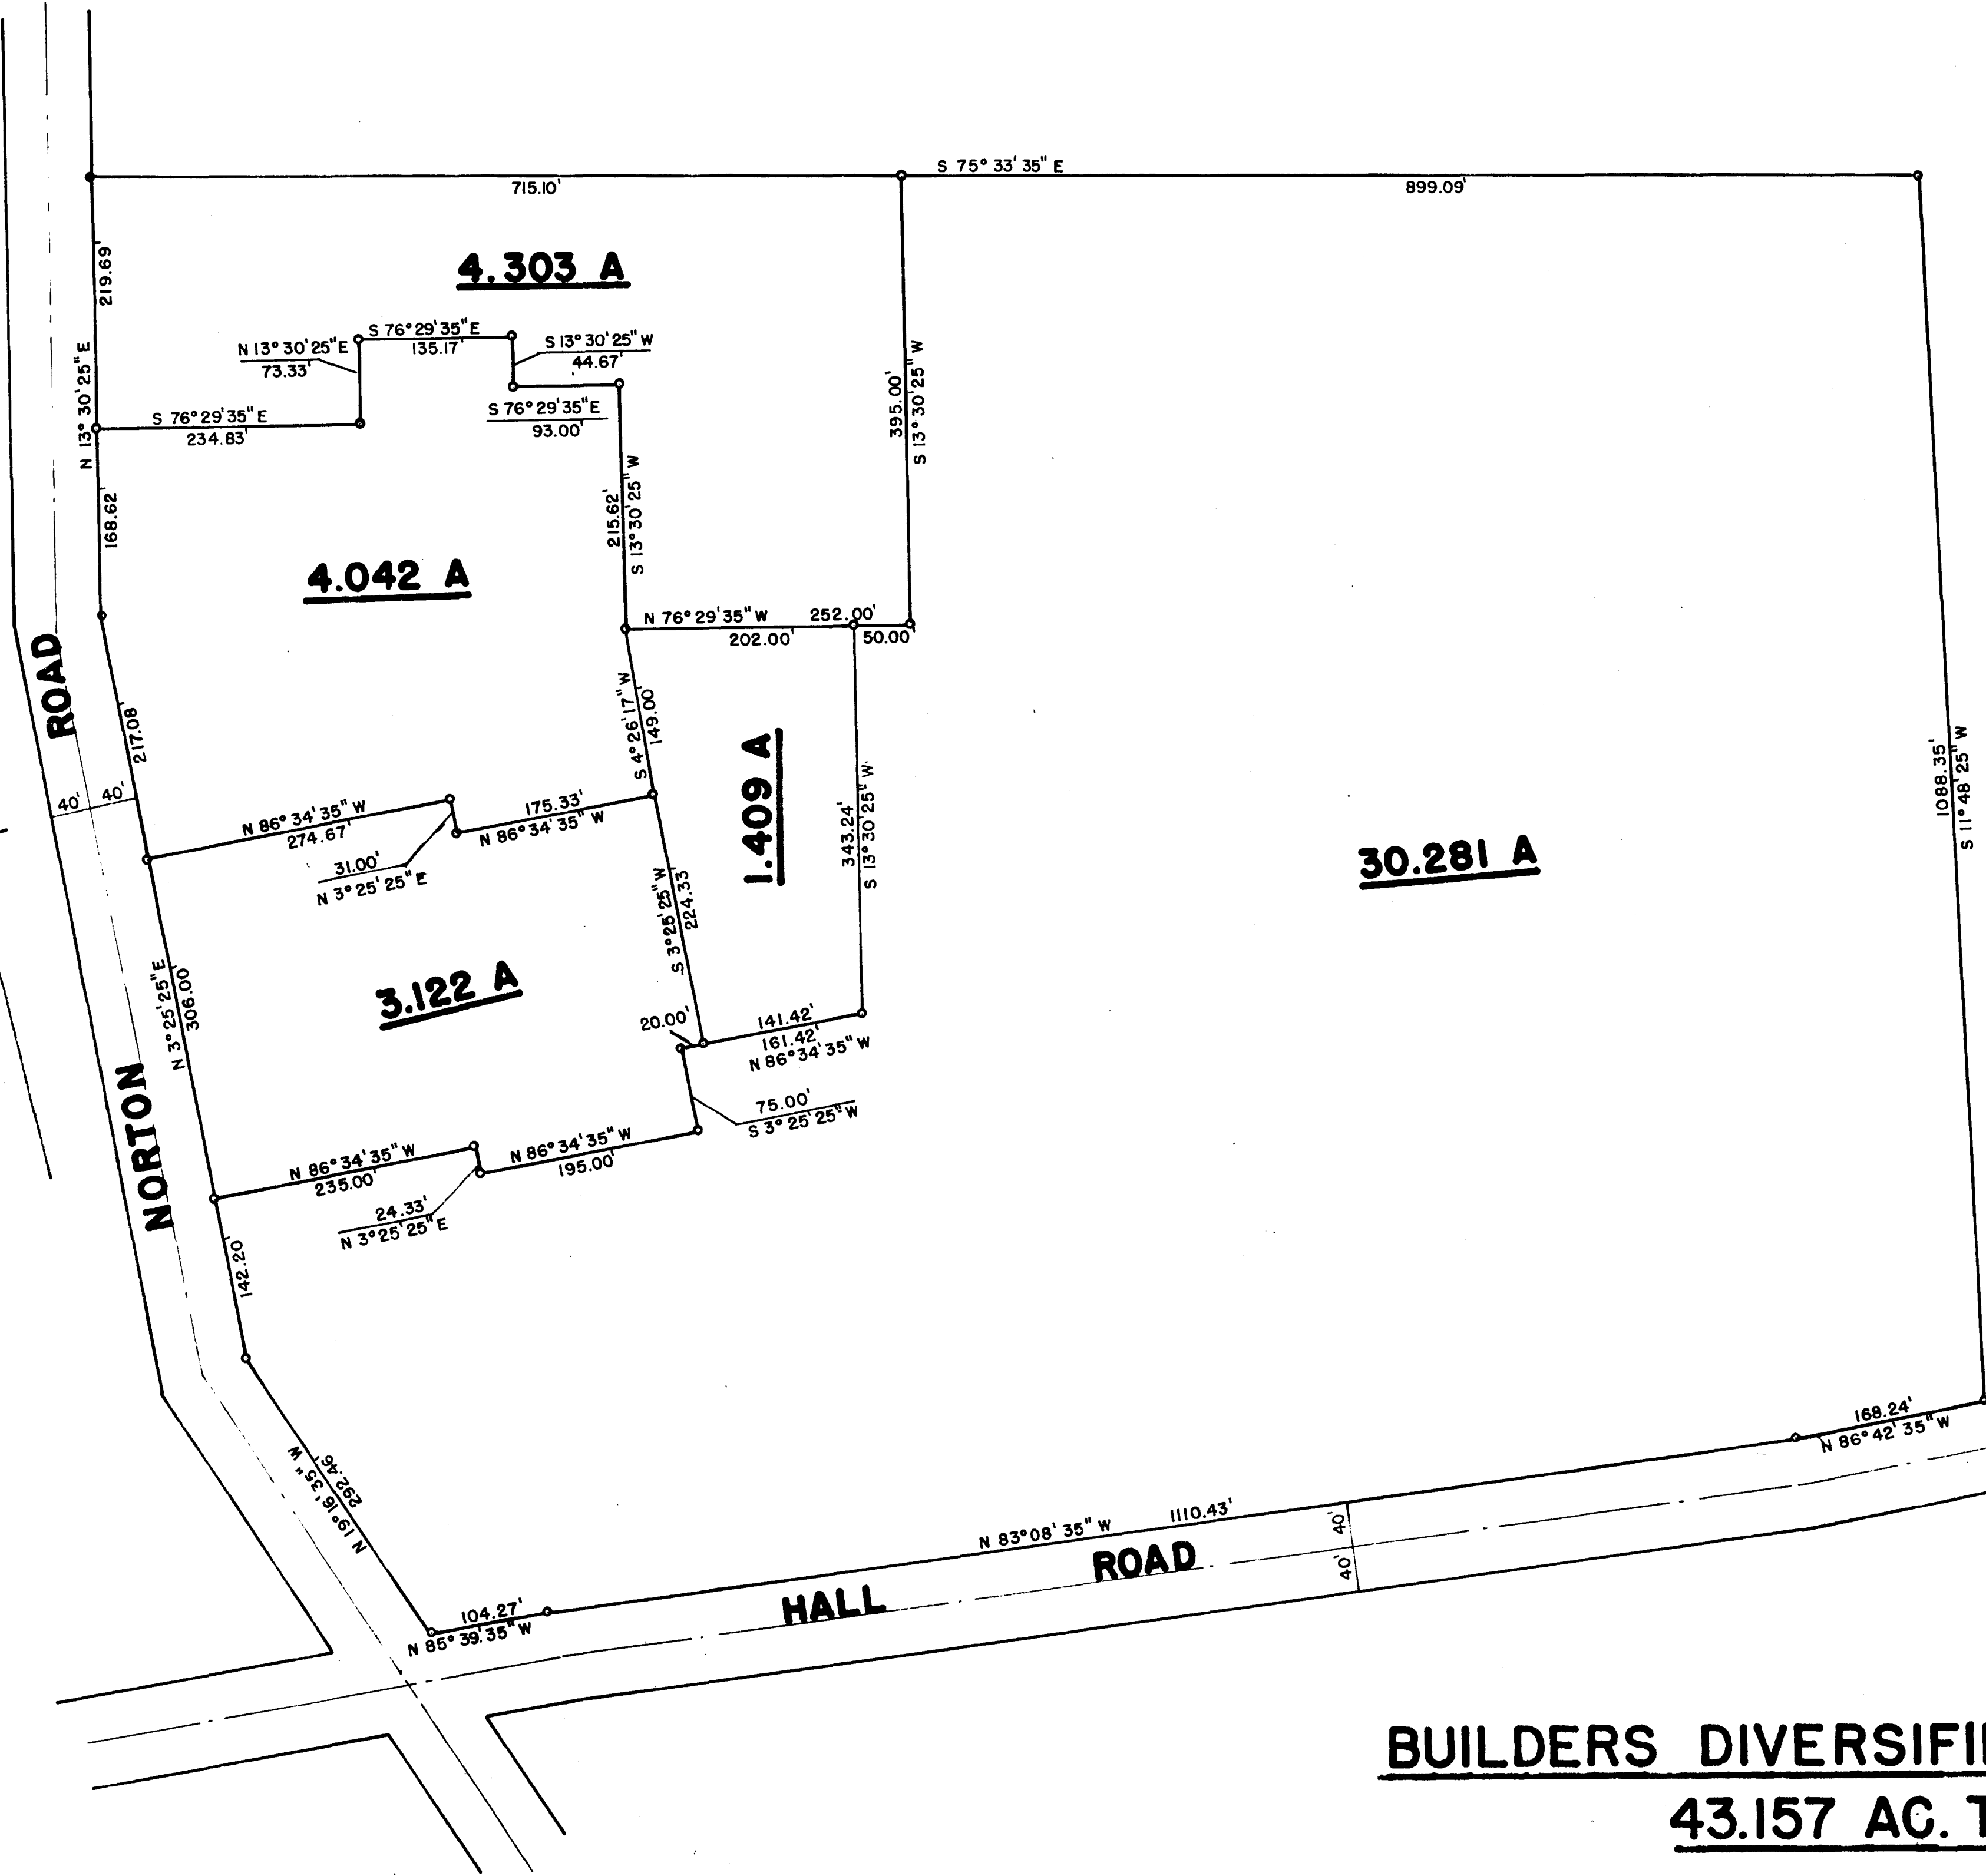 S 75° 33' 35" E
715.10'
899.09'
219.69'
4.303 A
N 13° 30' 25" E
S 76° 29' 35" E
135.17'
S 13° 30' 25" W
44.67'
N 13° 30' 25" E
73.33'
S 76° 29' 35" E
234.83'
S 76° 29' 35" E
93.00'
395.00'
S 13° 30' 25" W
168.62'
215.62'
S 13° 30' 25" W
4.042 A
N 76° 29' 35" W
252.00'
202.00'
50.00'
ROAD
217.08'
S 4° 26' 17" W
149.00'
40'
40'
N 86° 34' 35" W
274.67'
175.33'
N 86° 34' 35" W
31.00'
N 3° 25' 25" E
1.409 A
343.24'
S 13° 30' 25" W
30.281 A
1088.35'
S 11° 48' 25" W
S 3° 25' 25" W
224.33'
N 3° 25' 25" E
306.00'
3.122 A
20.00'
141.42'
161.42'
N 86° 34' 35" W
75.00'
S 3° 25' 25" W
NORTON
N 86° 34' 35" W
235.00'
N 86° 34' 35" W
195.00'
24.33'
N 3° 25' 25" E
142.20'
N 19° 16' 35" W
292.46'
168.24'
N 86° 42' 35" W
N 83° 08' 35" W
1110.43'
40'
40'
HALL ROAD
104.27'
N 85° 39' 35" W
BUILDERS DIVERSIFI
43.157 AC. T